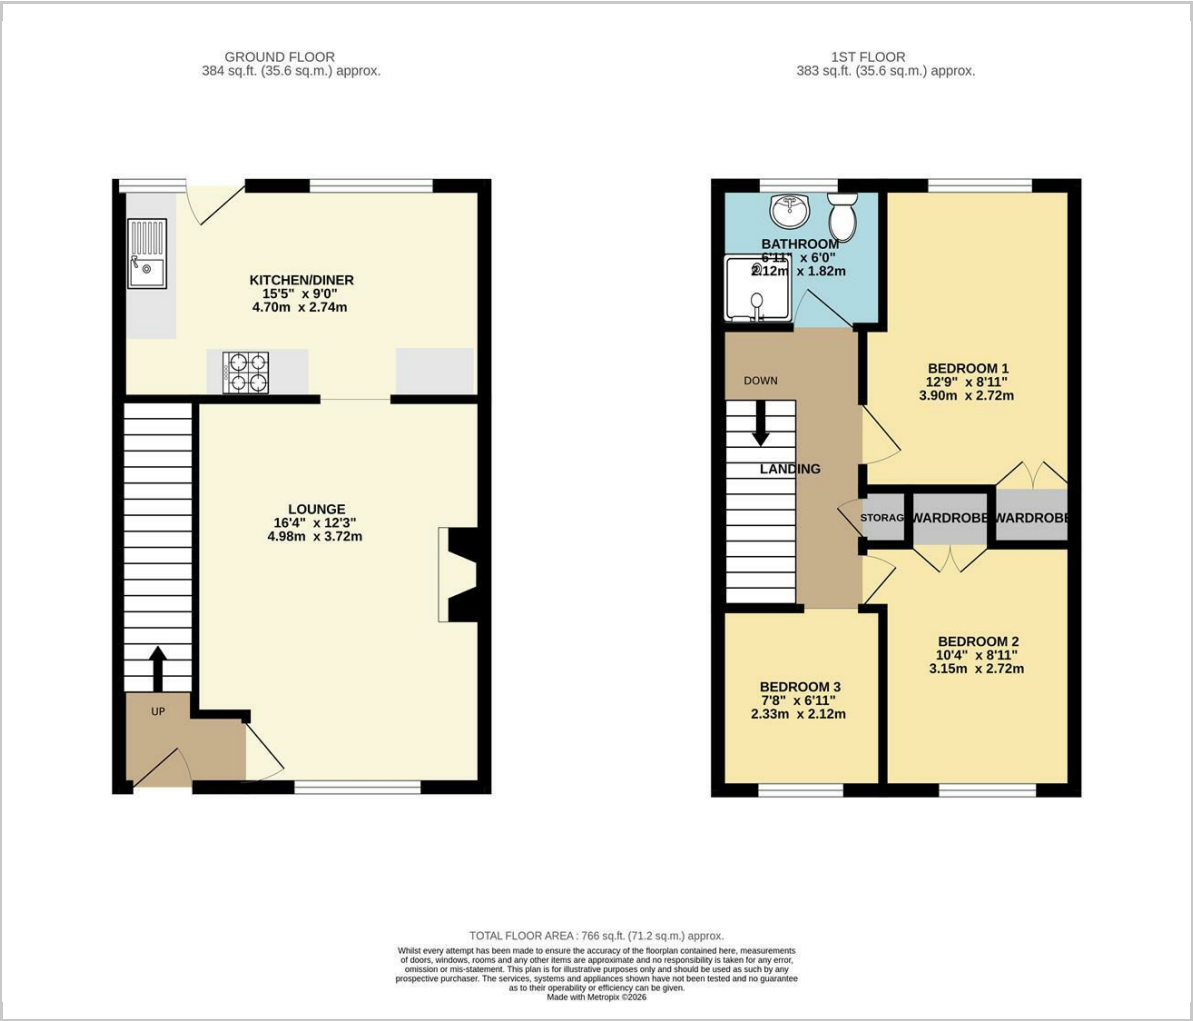 GROUND FLOOR
384 sq.ft. (35.6 sq.m.) approx.
1ST FLOOR
383 sq.ft. (35.6 sq.m.) approx.
KITCHEN/DINER
15'5" x 9'0"
4.70m x 2.74m
LOUNGE
16'4" x 12'3"
4.98m x 3.72m
UP
BATHROOM
6'11" x 6'0"
2.12m x 1.82m
BEDROOM 1
12'9" x 8'11"
3.90m x 2.72m
DOWN
LANDING
STORAG
WARDROBE
WARDROBE
BEDROOM 2
10'4" x 8'11"
3.15m x 2.72m
BEDROOM 3
7'8" x 6'11"
2.33m x 2.12m
TOTAL FLOOR AREA : 766 sq.ft. (71.2 sq.m.) approx.
Whilst every attempt has been made to ensure the accuracy of the floorplan contained here, measurements
of doors, windows, rooms and any other items are approximate and no responsibility is taken for any error,
omission or mis-statement. This plan is for illustrative purposes only and should be used as such by any
prospective purchaser. The services, systems and appliances shown have not been tested and no guarantee
as to their operability or efficiency can be given.
Made with Metropix ©2026